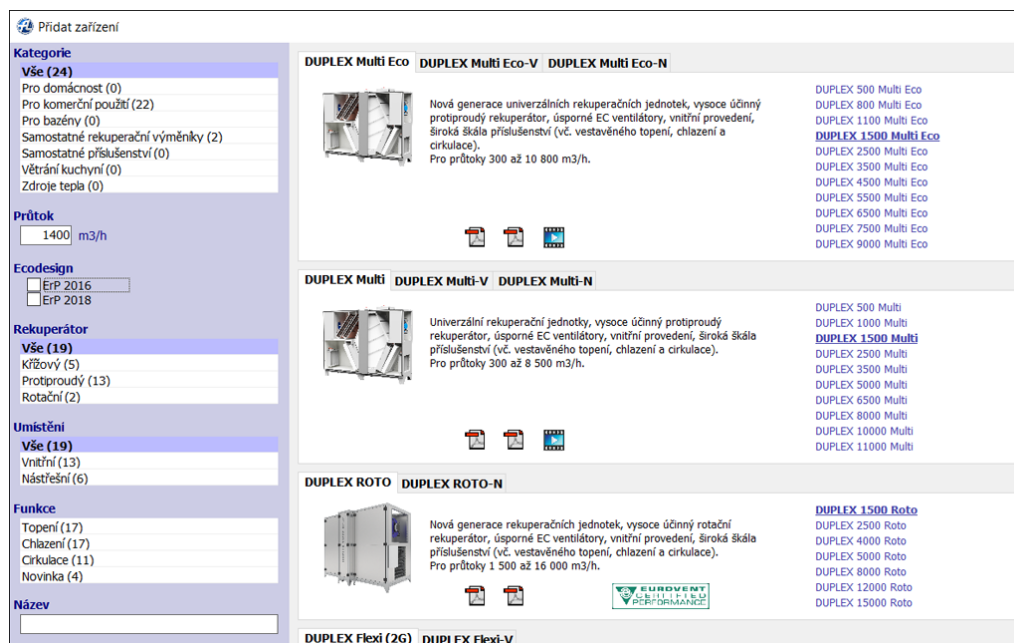 Přidat zařízení
Kategorie
Vše (24)
Pro domácnost (0)
Pro komerční použití (22)
Pro bazény (0)
Samostatné rekuperační výměníky (2)
Samostatné příslušenství (0)
Větrání kuchyní (0)
Zdroje tepla (0)
Průtok
1400 m3/h
Ecodesign
ErP 2016
ErP 2018
Rekuperátor
Vše (19)
Křížový (5)
Protiproudý (13)
Rotační (2)
Umístěni
Vše (19)
Vnitřní (13)
Nástřešní (6)
Funkce
Topení (17)
Chlazení (17)
Cirkulace (11)
Novinka (4)
Název
DUPLEX Multi Eco DUPLEX Multi Eco-V DUPLEX Multi Eco-N
Nová generace univerzálních rekuperačních jednotek, vysoce účinný
protiproudý rekuperátor, úsporné EC ventilátory, vnitřní provedení,
široká škála příslušenství (vč. vestavěného topení, chlazení a
cirkulace).
Pro průtoky 300 až 10 800 m3/h.
DUPLEX 500 Multi Eco
DUPLEX 800 Multi Eco
DUPLEX 1100 Multi Eco
DUPLEX 1500 Multi Eco
DUPLEX 2500 Multi Eco
DUPLEX 3500 Multi Eco
DUPLEX 4500 Multi Eco
DUPLEX 5500 Multi Eco
DUPLEX 6500 Multi Eco
DUPLEX 7500 Multi Eco
DUPLEX 9000 Multi Eco
DUPLEX Multi DUPLEX Multi-V DUPLEX Multi-N
Univerzální rekuperační jednotky, vysoce účinný protiproudý
rekuperátor, úsporné EC ventilátory, vnitřní provedení, široká škála
příslušenství (vč. vestavěného topení, chlazení a cirkulace).
Pro průtoky 300 až 8 500 m3/h.
DUPLEX 500 Multi
DUPLEX 1000 Multi
DUPLEX 1500 Multi
DUPLEX 2500 Multi
DUPLEX 3500 Multi
DUPLEX 5000 Multi
DUPLEX 6500 Multi
DUPLEX 8000 Multi
DUPLEX 10000 Multi
DUPLEX 11000 Multi
DUPLEX ROTO DUPLEX ROTO-N
Nová generace rekuperačních jednotek, vysoce účinný rotační
rekuperátor, úsporné EC ventilátory, vnitřní provedení, široká škála
příslušenství (vč. vestavěného topení, chlazení a cirkulace).
Pro průtoky 1 500 až 16 000 m3/h.
EUROVENT
CERTIFIED
PERFORMANCE
DUPLEX 1500 Roto
DUPLEX 2500 Roto
DUPLEX 4000 Roto
DUPLEX 5000 Roto
DUPLEX 8000 Roto
DUPLEX 12000 Roto
DUPLEX 15000 Roto
DUPLEX Flexi (2G) DUPLEX Flexi-V